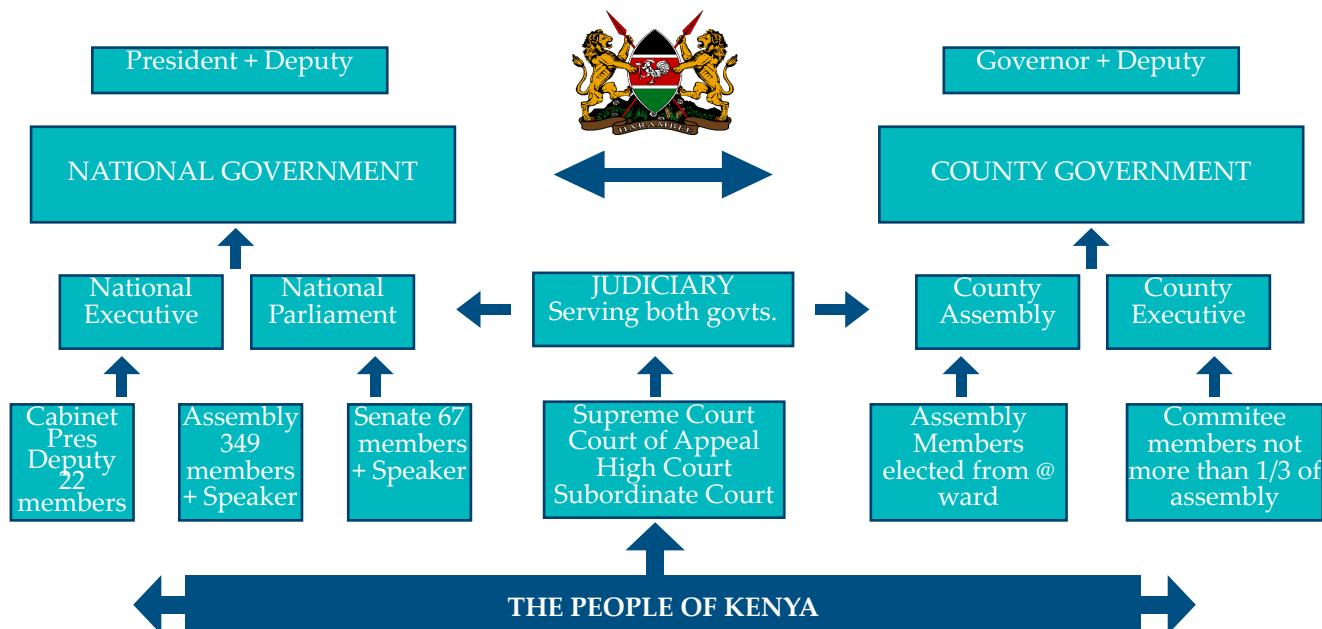 President + Deputy
HARAMBEE
Governor + Deputy
NATIONAL GOVERNMENT
COUNTY GOVERNMENT
National
Executive
National
Parliament
JUDICIARY
Serving both govts.
County
Assembly
County
Executive
Cabinet
Pres
Deputy
22
members
Assembly
349
members
+ Speaker
Senate 67
members
+ Speaker
Supreme Court
Court of Appeal
High Court
Subordinate Court
Assembly
Members
elected from @
ward
Commitee
members not
more than 1/3 of
assembly
THE PEOPLE OF KENYA